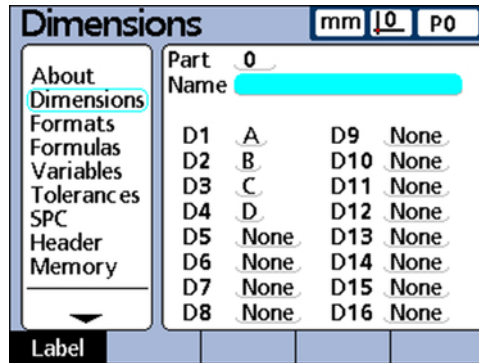 Dimensions mm 0 P0
About
Dimensions
Formats
Formulas
Variables
Tolerances
SPC
Header
Memory
Part 0
Name
D1 A D9 None
D2 B D10 None
D3 C D11 None
D4 D D12 None
D5 None D13 None
D6 None D14 None
D7 None D15 None
D8 None D16 None
Label